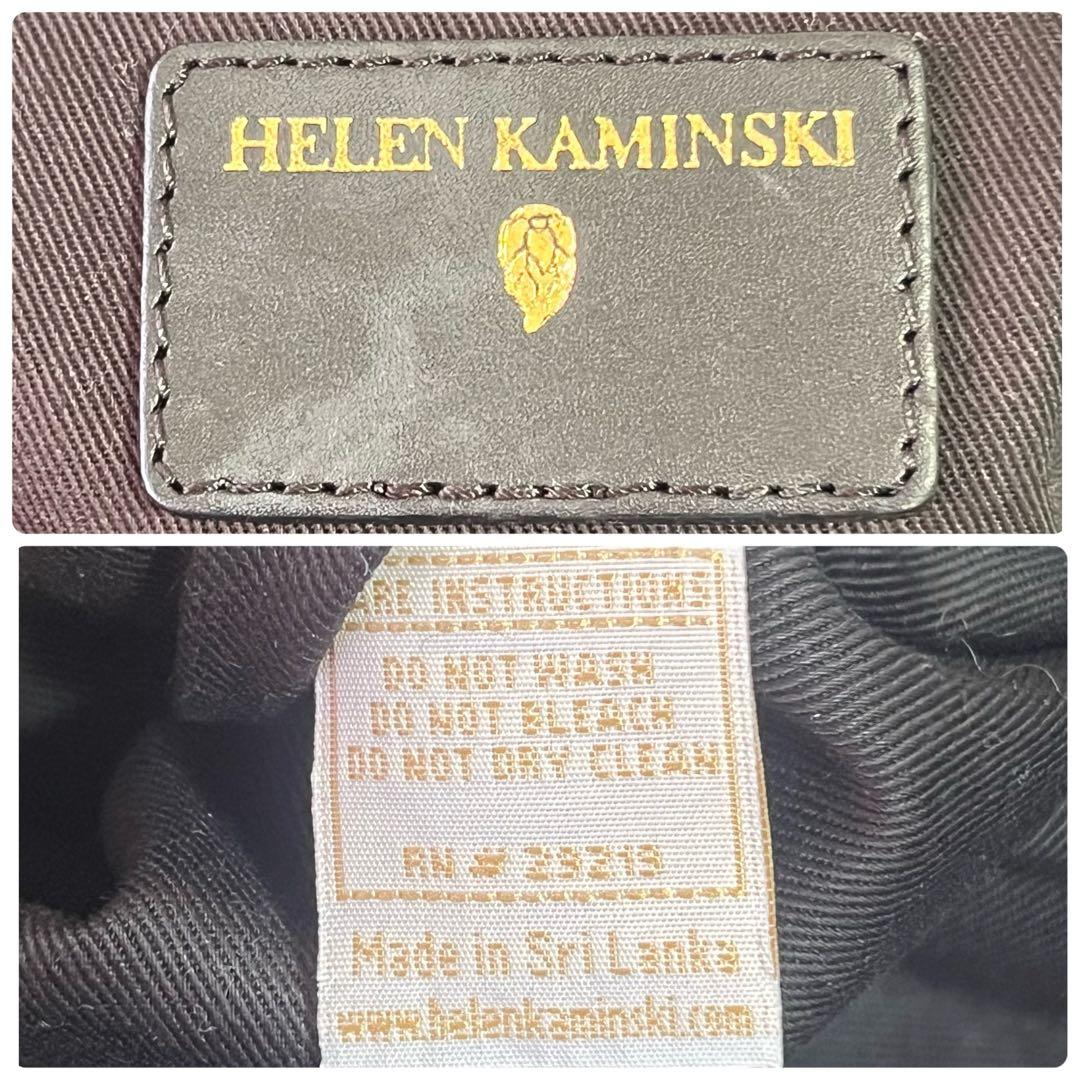 HELEN KAMINSKI
ARE INSTRUCTIONS
DO NOT WASH
DO NOT BLEACH
DO NOT DRY CLEAN
RN #
Made in Sri Lanka
www.helenkaminski.com